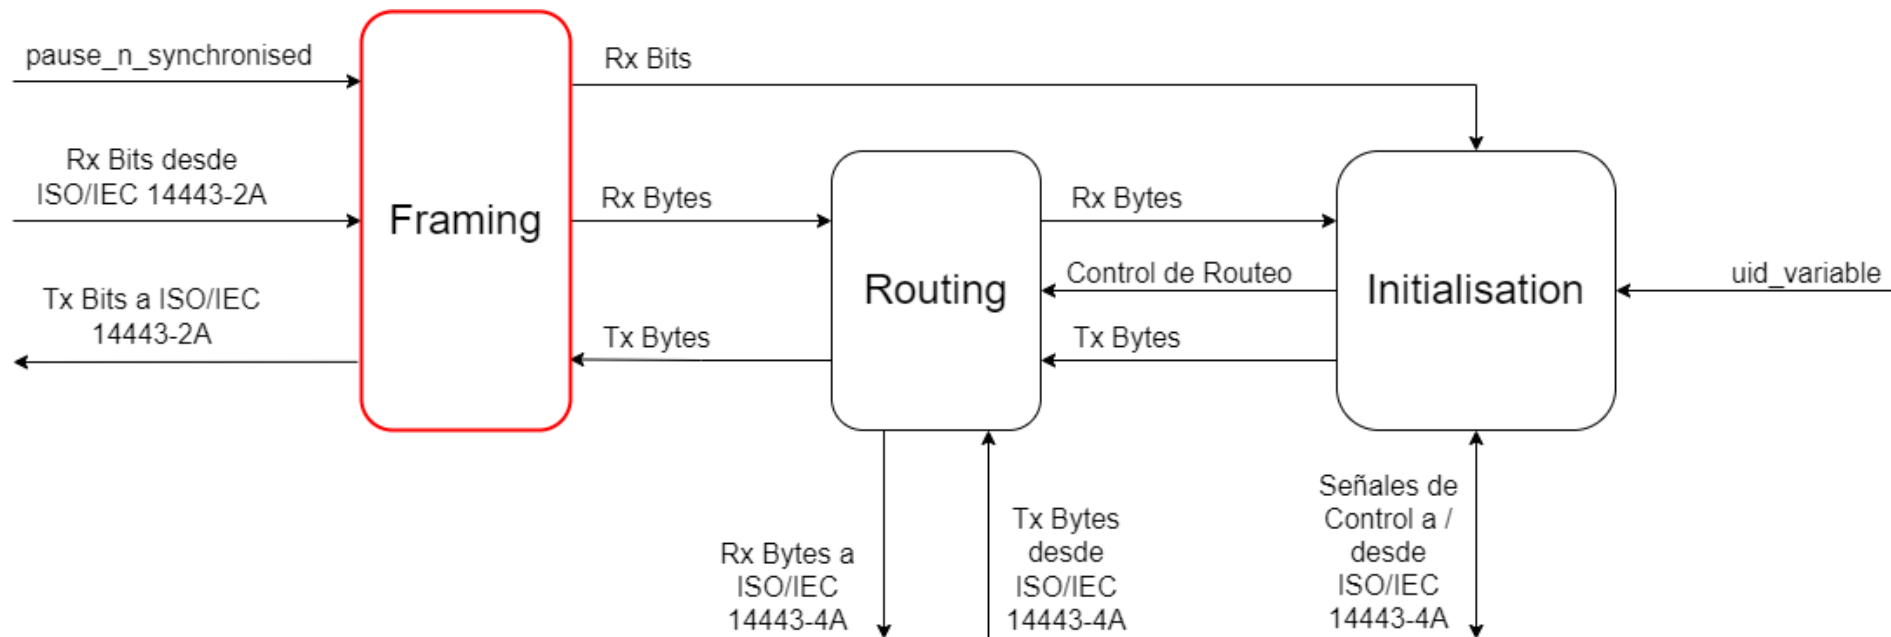 pause_n_synchronised
Rx Bits
Rx Bits desde
ISO/IEC 14443-2A
Framing
Rx Bytes
Rx Bytes
Routing
Control de Routeo
Initialisation
uid_variable
Tx Bits a ISO/IEC
14443-2A
Tx Bytes
Tx Bytes
Rx Bytes a
ISO/IEC
14443-4A
Tx Bytes
desde
ISO/IEC
14443-4A
Señales de
Control a /
desde
ISO/IEC
14443-4A